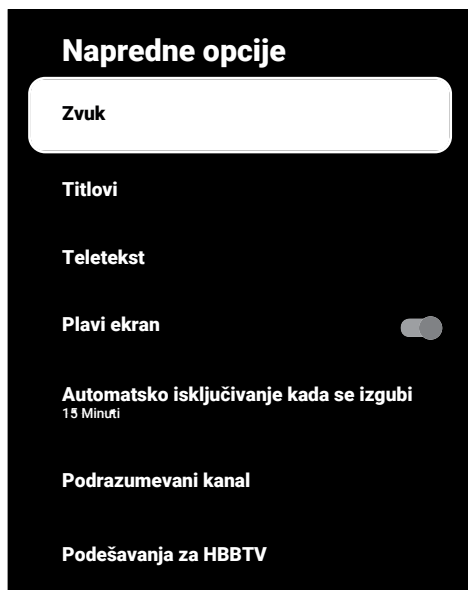 Napredne opcije
Zvuk
Titlovi
Teletekst
Plavi ekran
Automatsko isključivanje kada se izgubi
15 Minuti
Podrazumevani kanal
Podešavanja za HBBTV